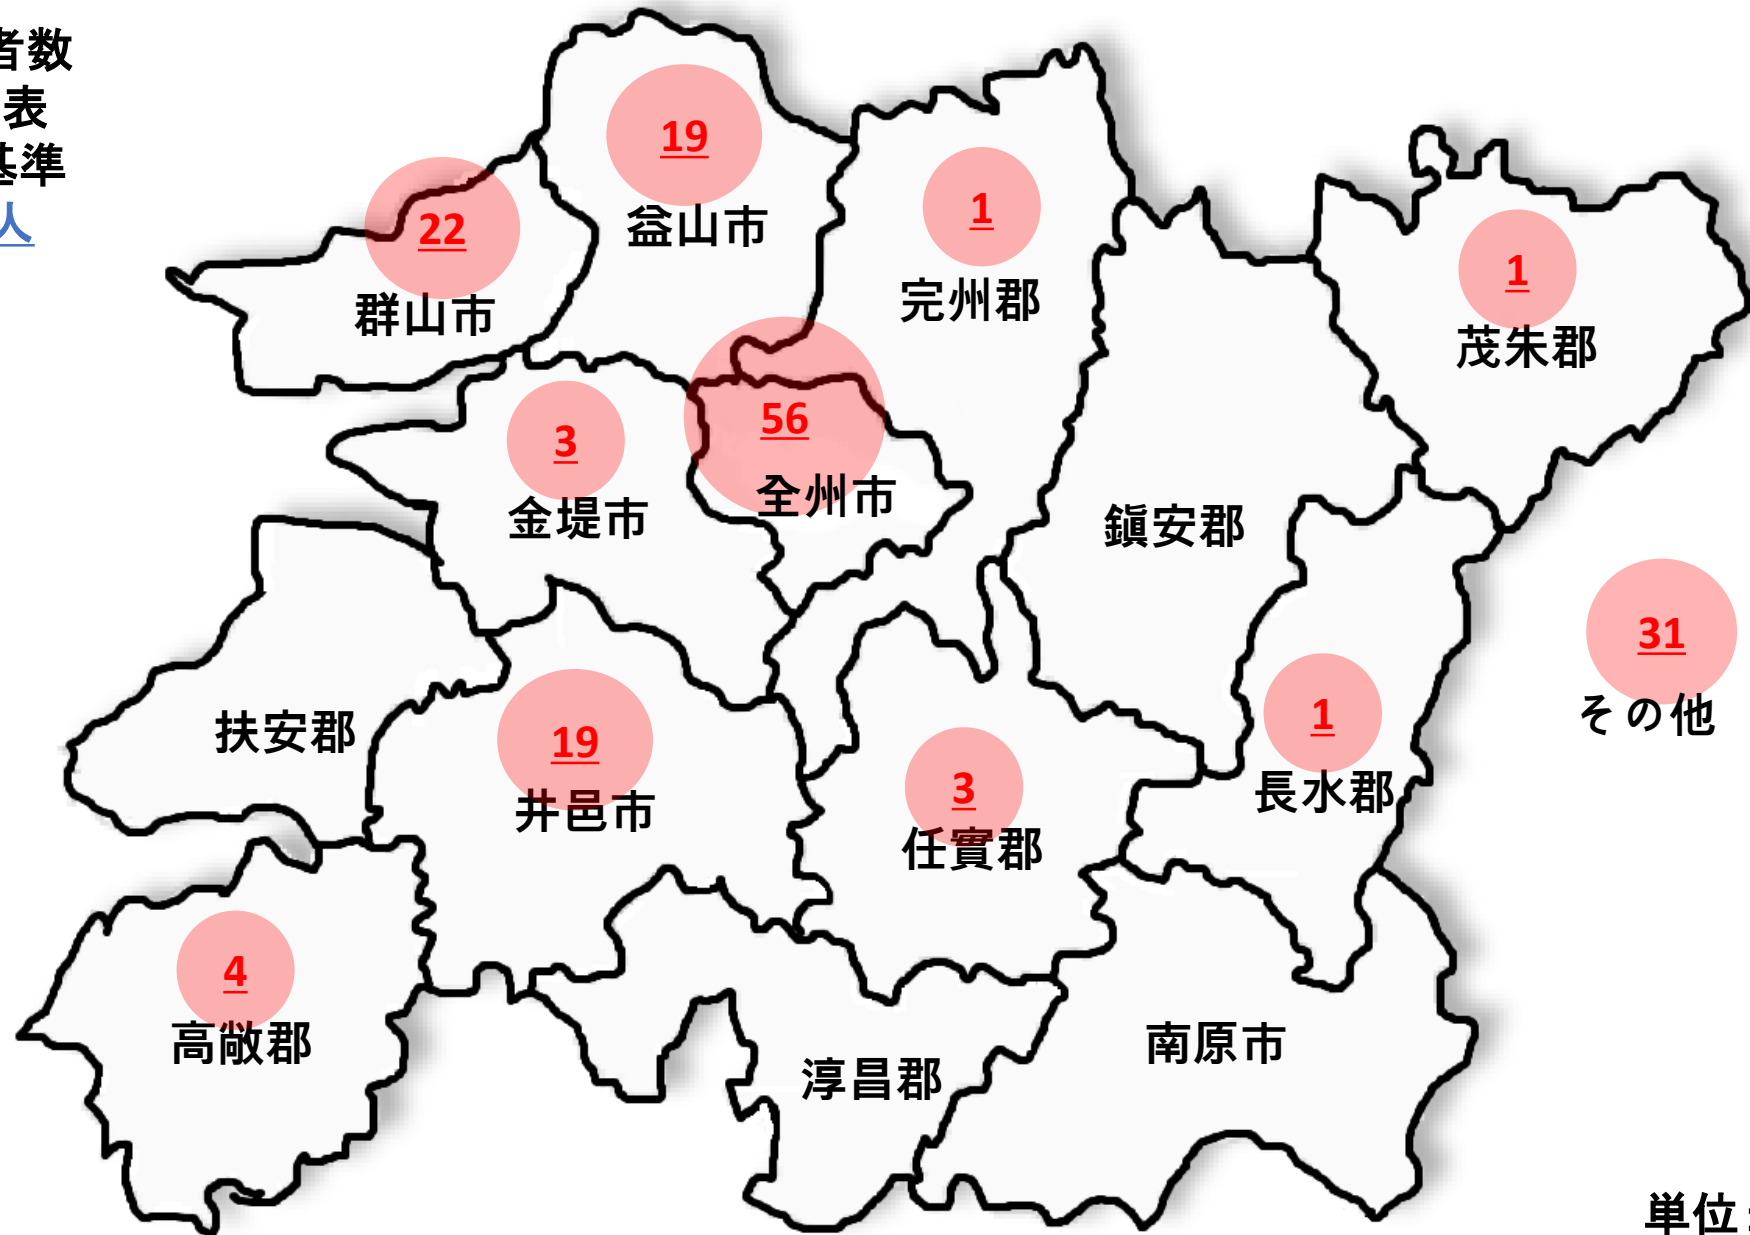 者数
表
基準
人
19
益山市
22
群山市
1
完州郡
1
茂朱郡
56
全州市
3
金堤市
鎭安郡
31
その他
扶安郡
19
井邑市
3
任實郡
1
長水郡
4
高敞郡
淳昌郡
南原市
単位: